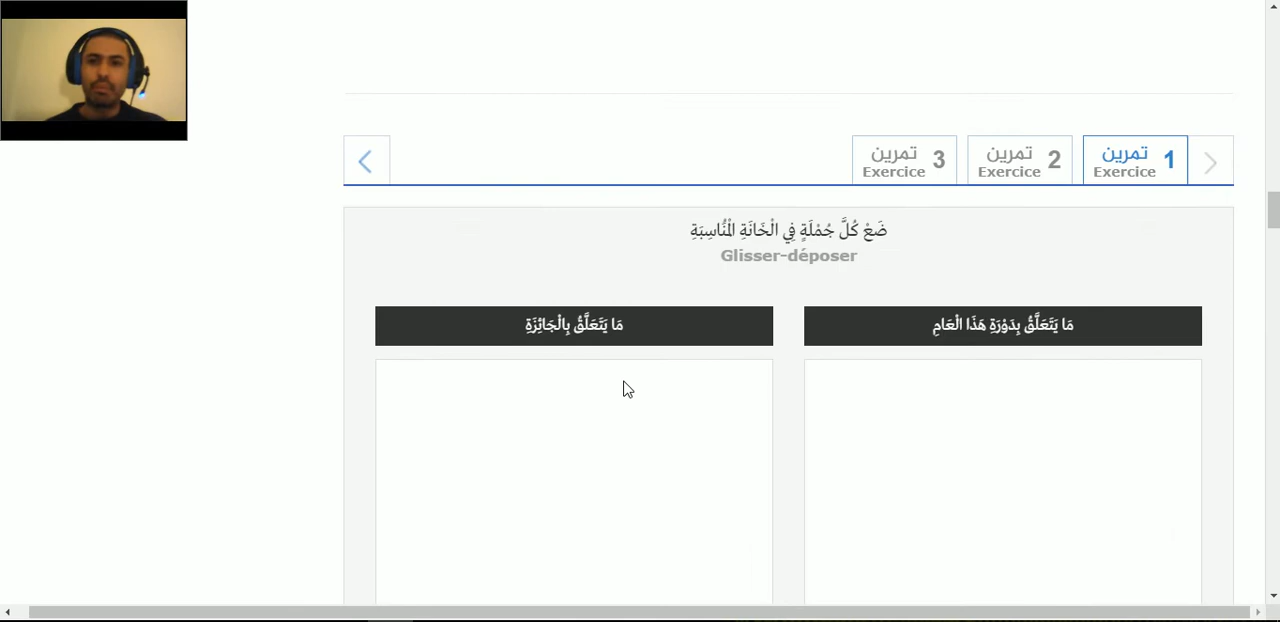 تمرين 1
Exercice
تمرين 2
Exercice
تمرين 3
Exercice
ضَعْ كُلَّ جُمْلَةٍ فِي الْخَانَةِ الْمُنَاسِبَةِ
Glisser-déposer
مَا يَتَعَلَّقُ بِدَوْرَةِ هَذَا الْعَامِ
مَا يَتَعَلَّقُ بِالْجَائِزَةِ